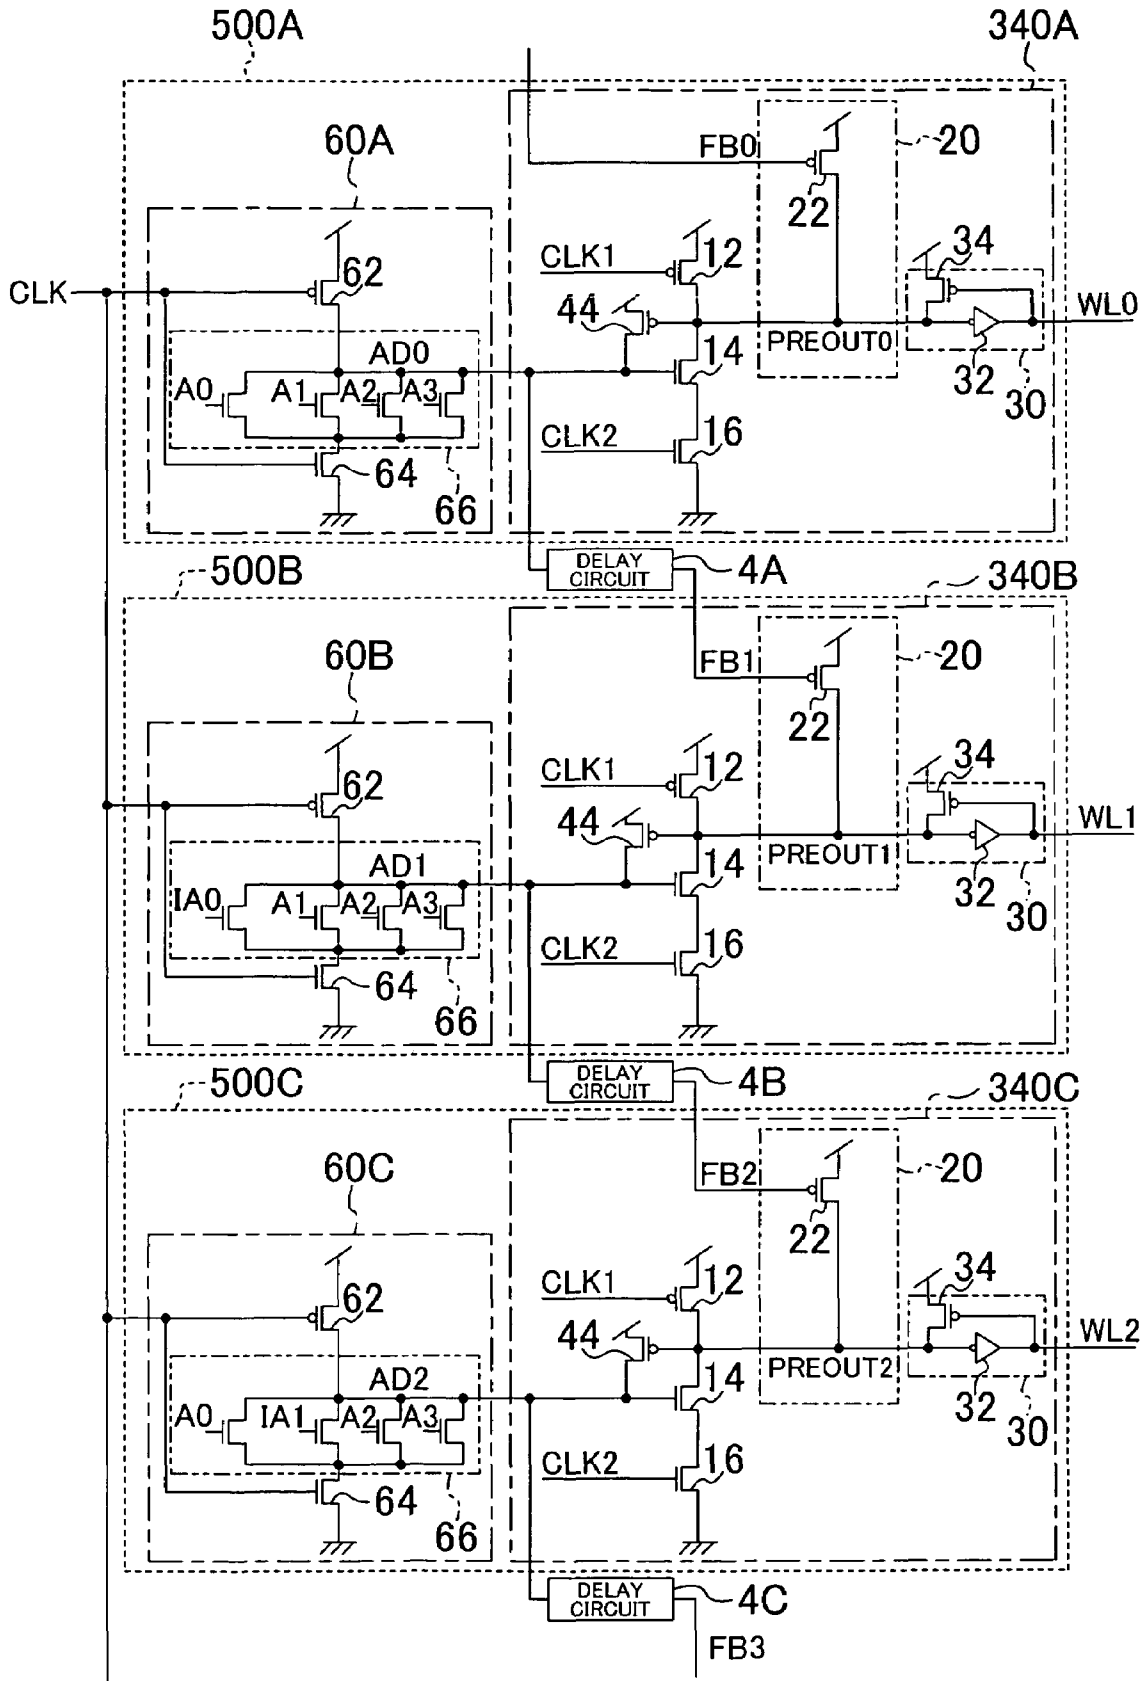 500A
340A
60A
FB0
20
22
CLK
62
CLK1
12
34
44
WL0
AD0
PREOUT0
14
32
30
A0
A1
A2
A3
CLK2
16
64
66
DELAY
CIRCUIT
4A
500B
340B
60B
FB1
20
22
62
CLK1
12
34
44
WL1
AD1
PREOUT1
14
32
30
IA0
A1
A2
A3
CLK2
16
64
66
DELAY
CIRCUIT
4B
500C
340C
60C
FB2
20
22
62
CLK1
12
34
44
WL2
AD2
PREOUT2
14
32
30
A0
IA1
A2
A3
CLK2
16
64
66
DELAY
CIRCUIT
4C
FB3